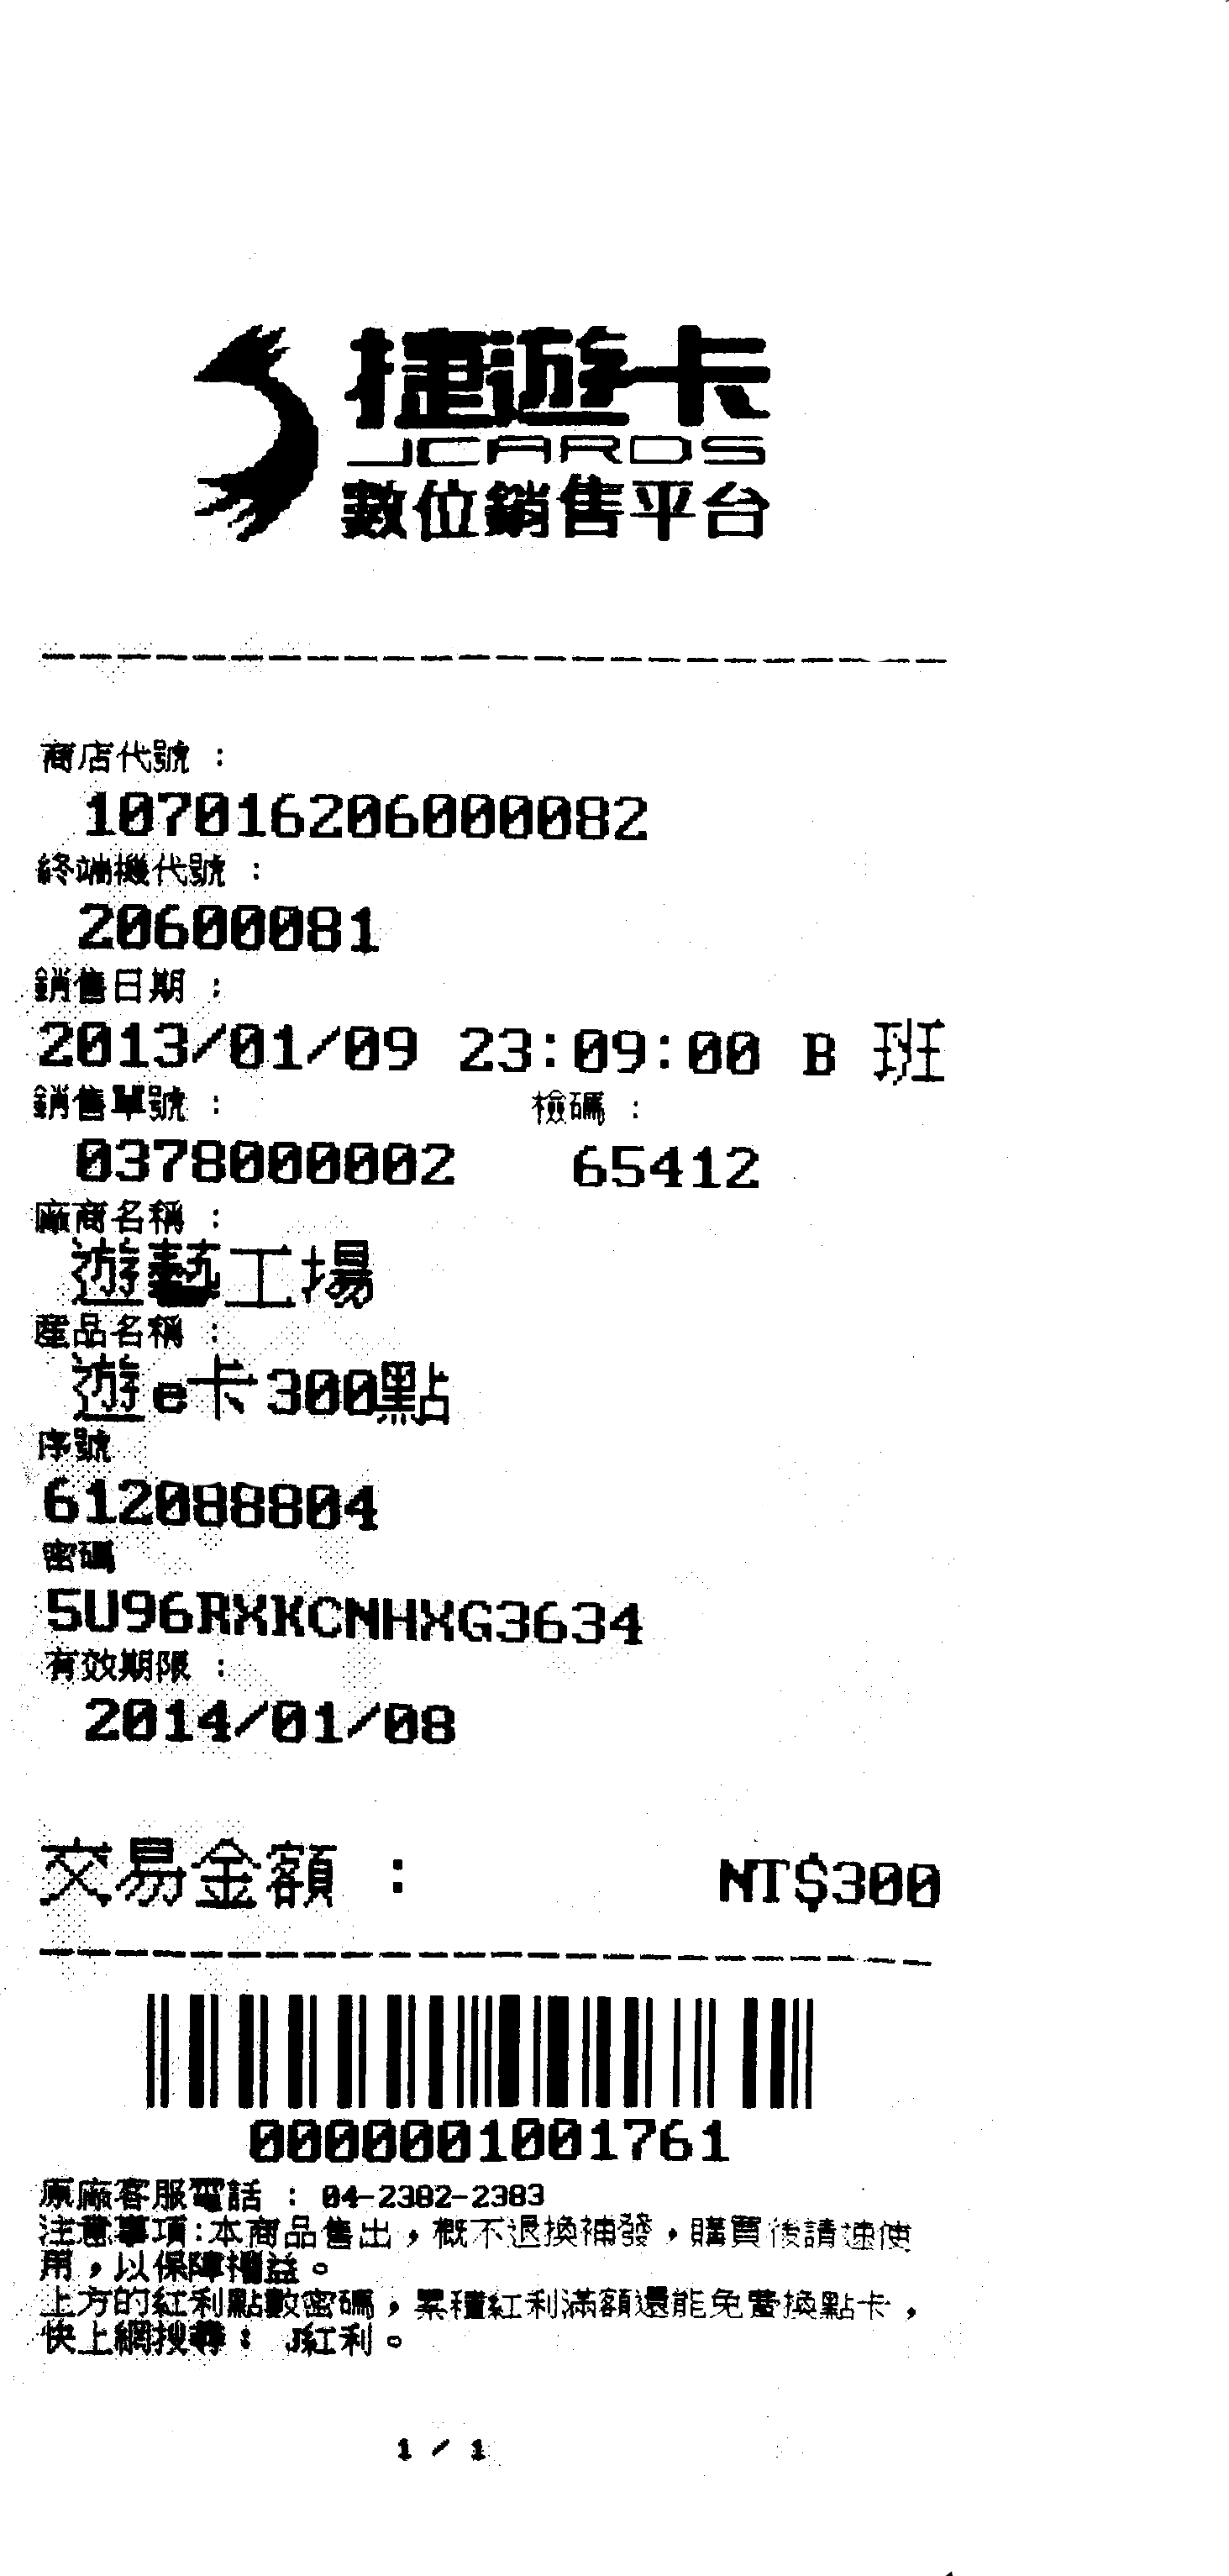 捷遊卡
JCARDS
數位銷售平台
商店代號 :
107016206000082
終端機代號 :
20600081
銷售日期 :
2013/01/09 23:09:00 B 班
銷售單號 : 檢碼 :
0378000002 65412
廠商名稱 :
遊藝工場
產品名稱 :
遊e卡300點
序號
612088804
密碼
5U96RXKCNHXG3634
有效期限 :
2014/01/08
交易金額 : NT$300
0000001001761
原廠客服電話 : 04-2382-2383
注意事項:本商品售出,概不退換補發,購買後請速使
用,以保障權益。
上方的紅利點數密碼,累積紅利滿額還能免費換點卡,
快上網搜尋: J紅利。
1 / 1